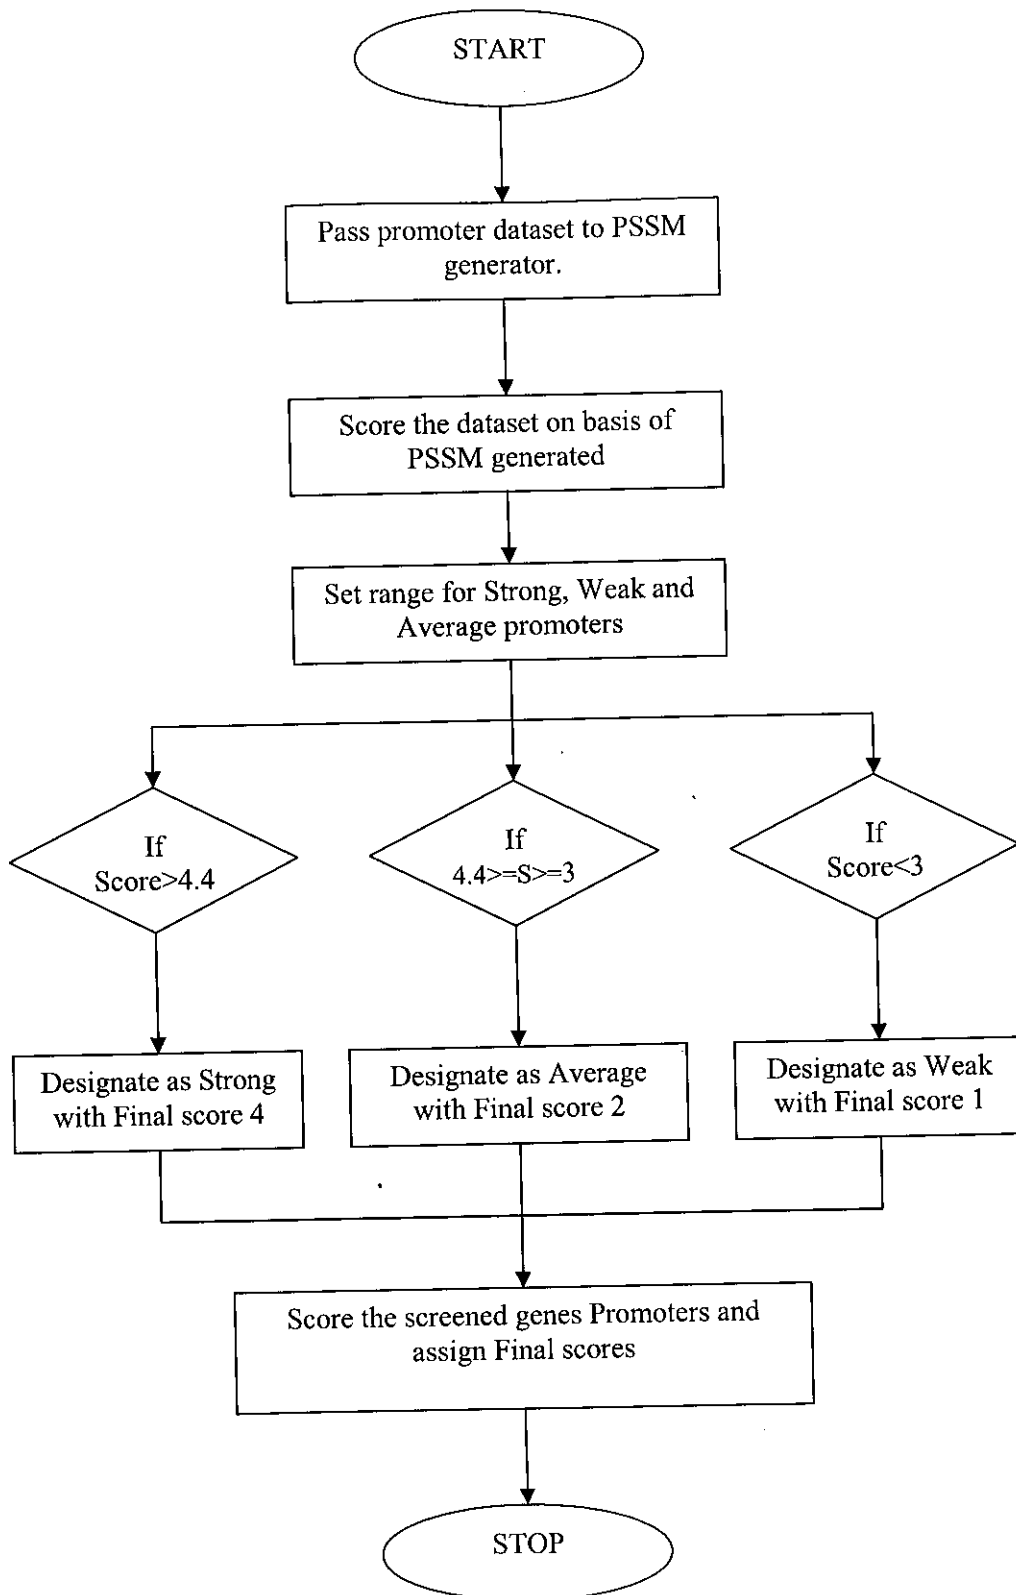 START
Pass promoter dataset to PSSM
generator.
Score the dataset on basis of
PSSM generated
Set range for Strong, Weak and
Average promoters
If
Score>4.4
If
4.4>=S>=3
If
Score<3
Designate as Strong
with Final score 4
Designate as Average
with Final score 2
Designate as Weak
with Final score 1
Score the screened genes Promoters and
assign Final scores
STOP